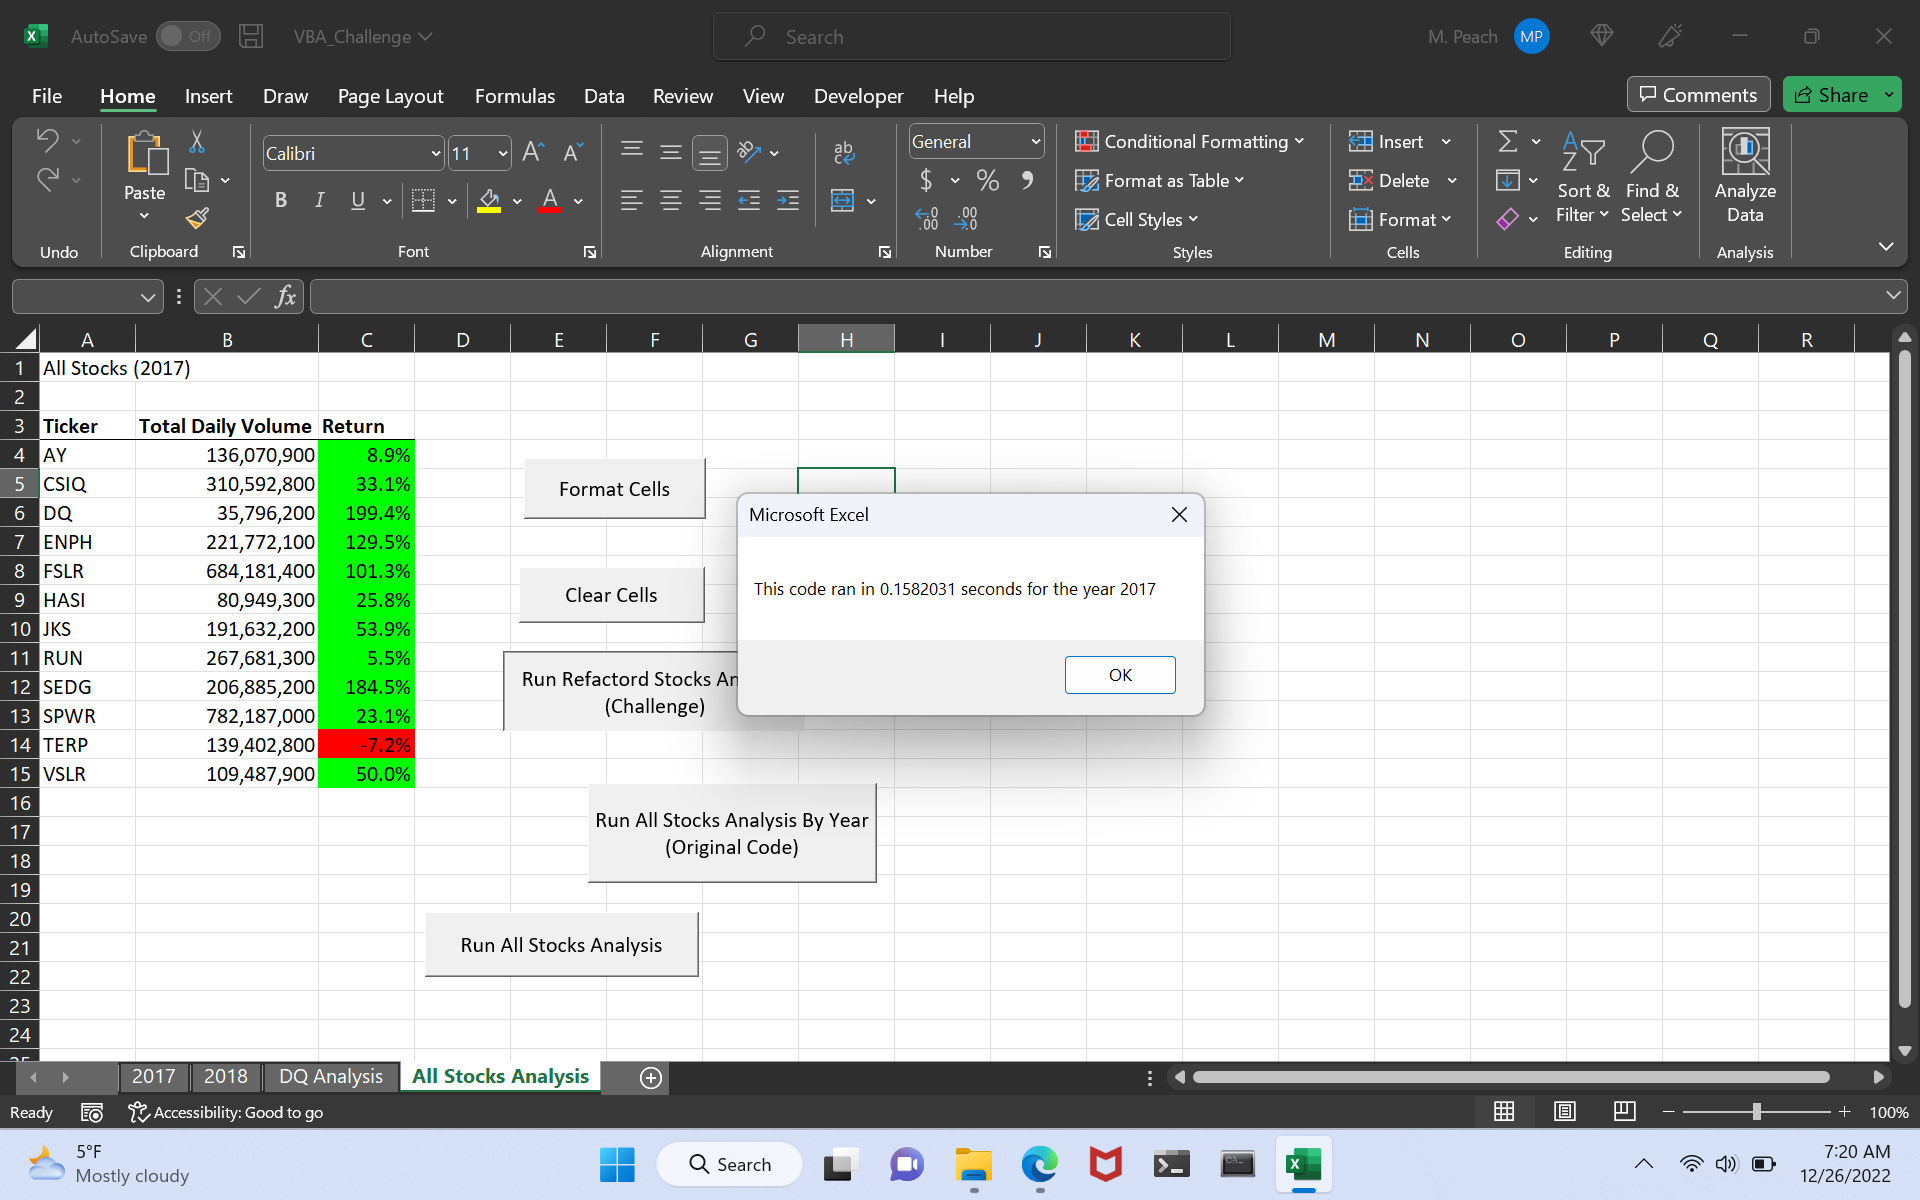 AutoSave Off VBA_Challenge Search M. Peach MP
File Home Insert Draw Page Layout Formulas Data Review View Developer Help Comments Share
Paste
Undo
Clipboard
Calibri 11
B I U A
Font
ab
Alignment
General
$ % 9
.00 .00
Number
Conditional Formatting
Format as Table
Cell Styles
Styles
Insert
Delete
Format
Cells
Sort &
Filter
Find &
Select
Editing
Analyze
Data
Analysis
fx
A B C D E F G H I J K L M N O P Q R
1 All Stocks (2017)
2
3 Ticker Total Daily Volume Return
4 AY 136,070,900 8.9%
5 CSIQ 310,592,800 33.1%
6 DQ 35,796,200 199.4%
7 ENPH 221,772,100 129.5%
8 FSLR 684,181,400 101.3%
9 HASI 80,949,300 25.8%
10 JKS 191,632,200 53.9%
11 RUN 267,681,300 5.5%
12 SEDG 206,885,200 184.5%
13 SPWR 782,187,000 23.1%
14 TERP 139,402,800 -7.2%
15 VSLR 109,487,900 50.0%
16
17
18
19
20
21
22
23
24
25
Format Cells
Clear Cells
Run Refactord Stocks An
(Challenge)
Run All Stocks Analysis By Year
(Original Code)
Run All Stocks Analysis
Microsoft Excel
This code ran in 0.1582031 seconds for the year 2017
OK
2017 2018 DQ Analysis All Stocks Analysis
Ready Accessibility: Good to go 100%
5°F
Mostly cloudy
Search
7:20 AM
12/26/2022